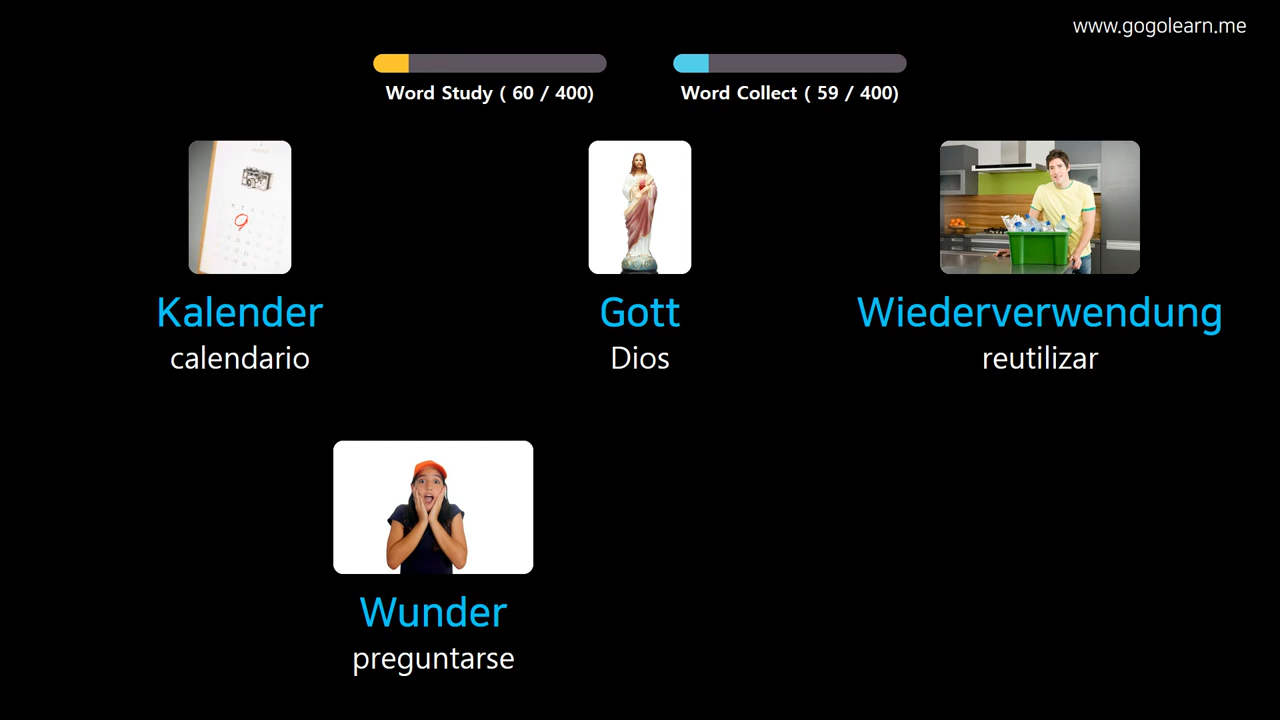 www.gogolearn.me
Word Study ( 60 / 400)
Word Collect ( 59 / 400)
Kalender
calendario
Gott
Dios
Wiederverwendung
reutilizar
Wunder
preguntarse